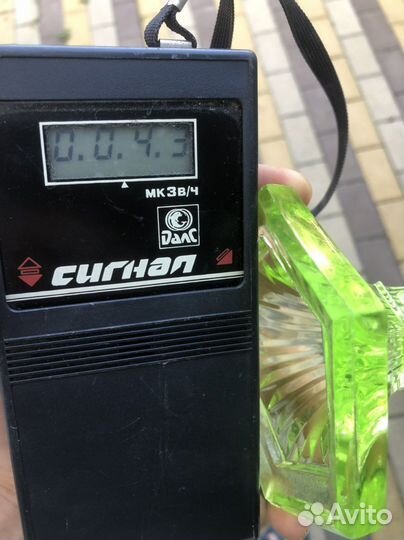 0.0.4.3
мкЗв/ч
ДАЛС
сигнал
Avito